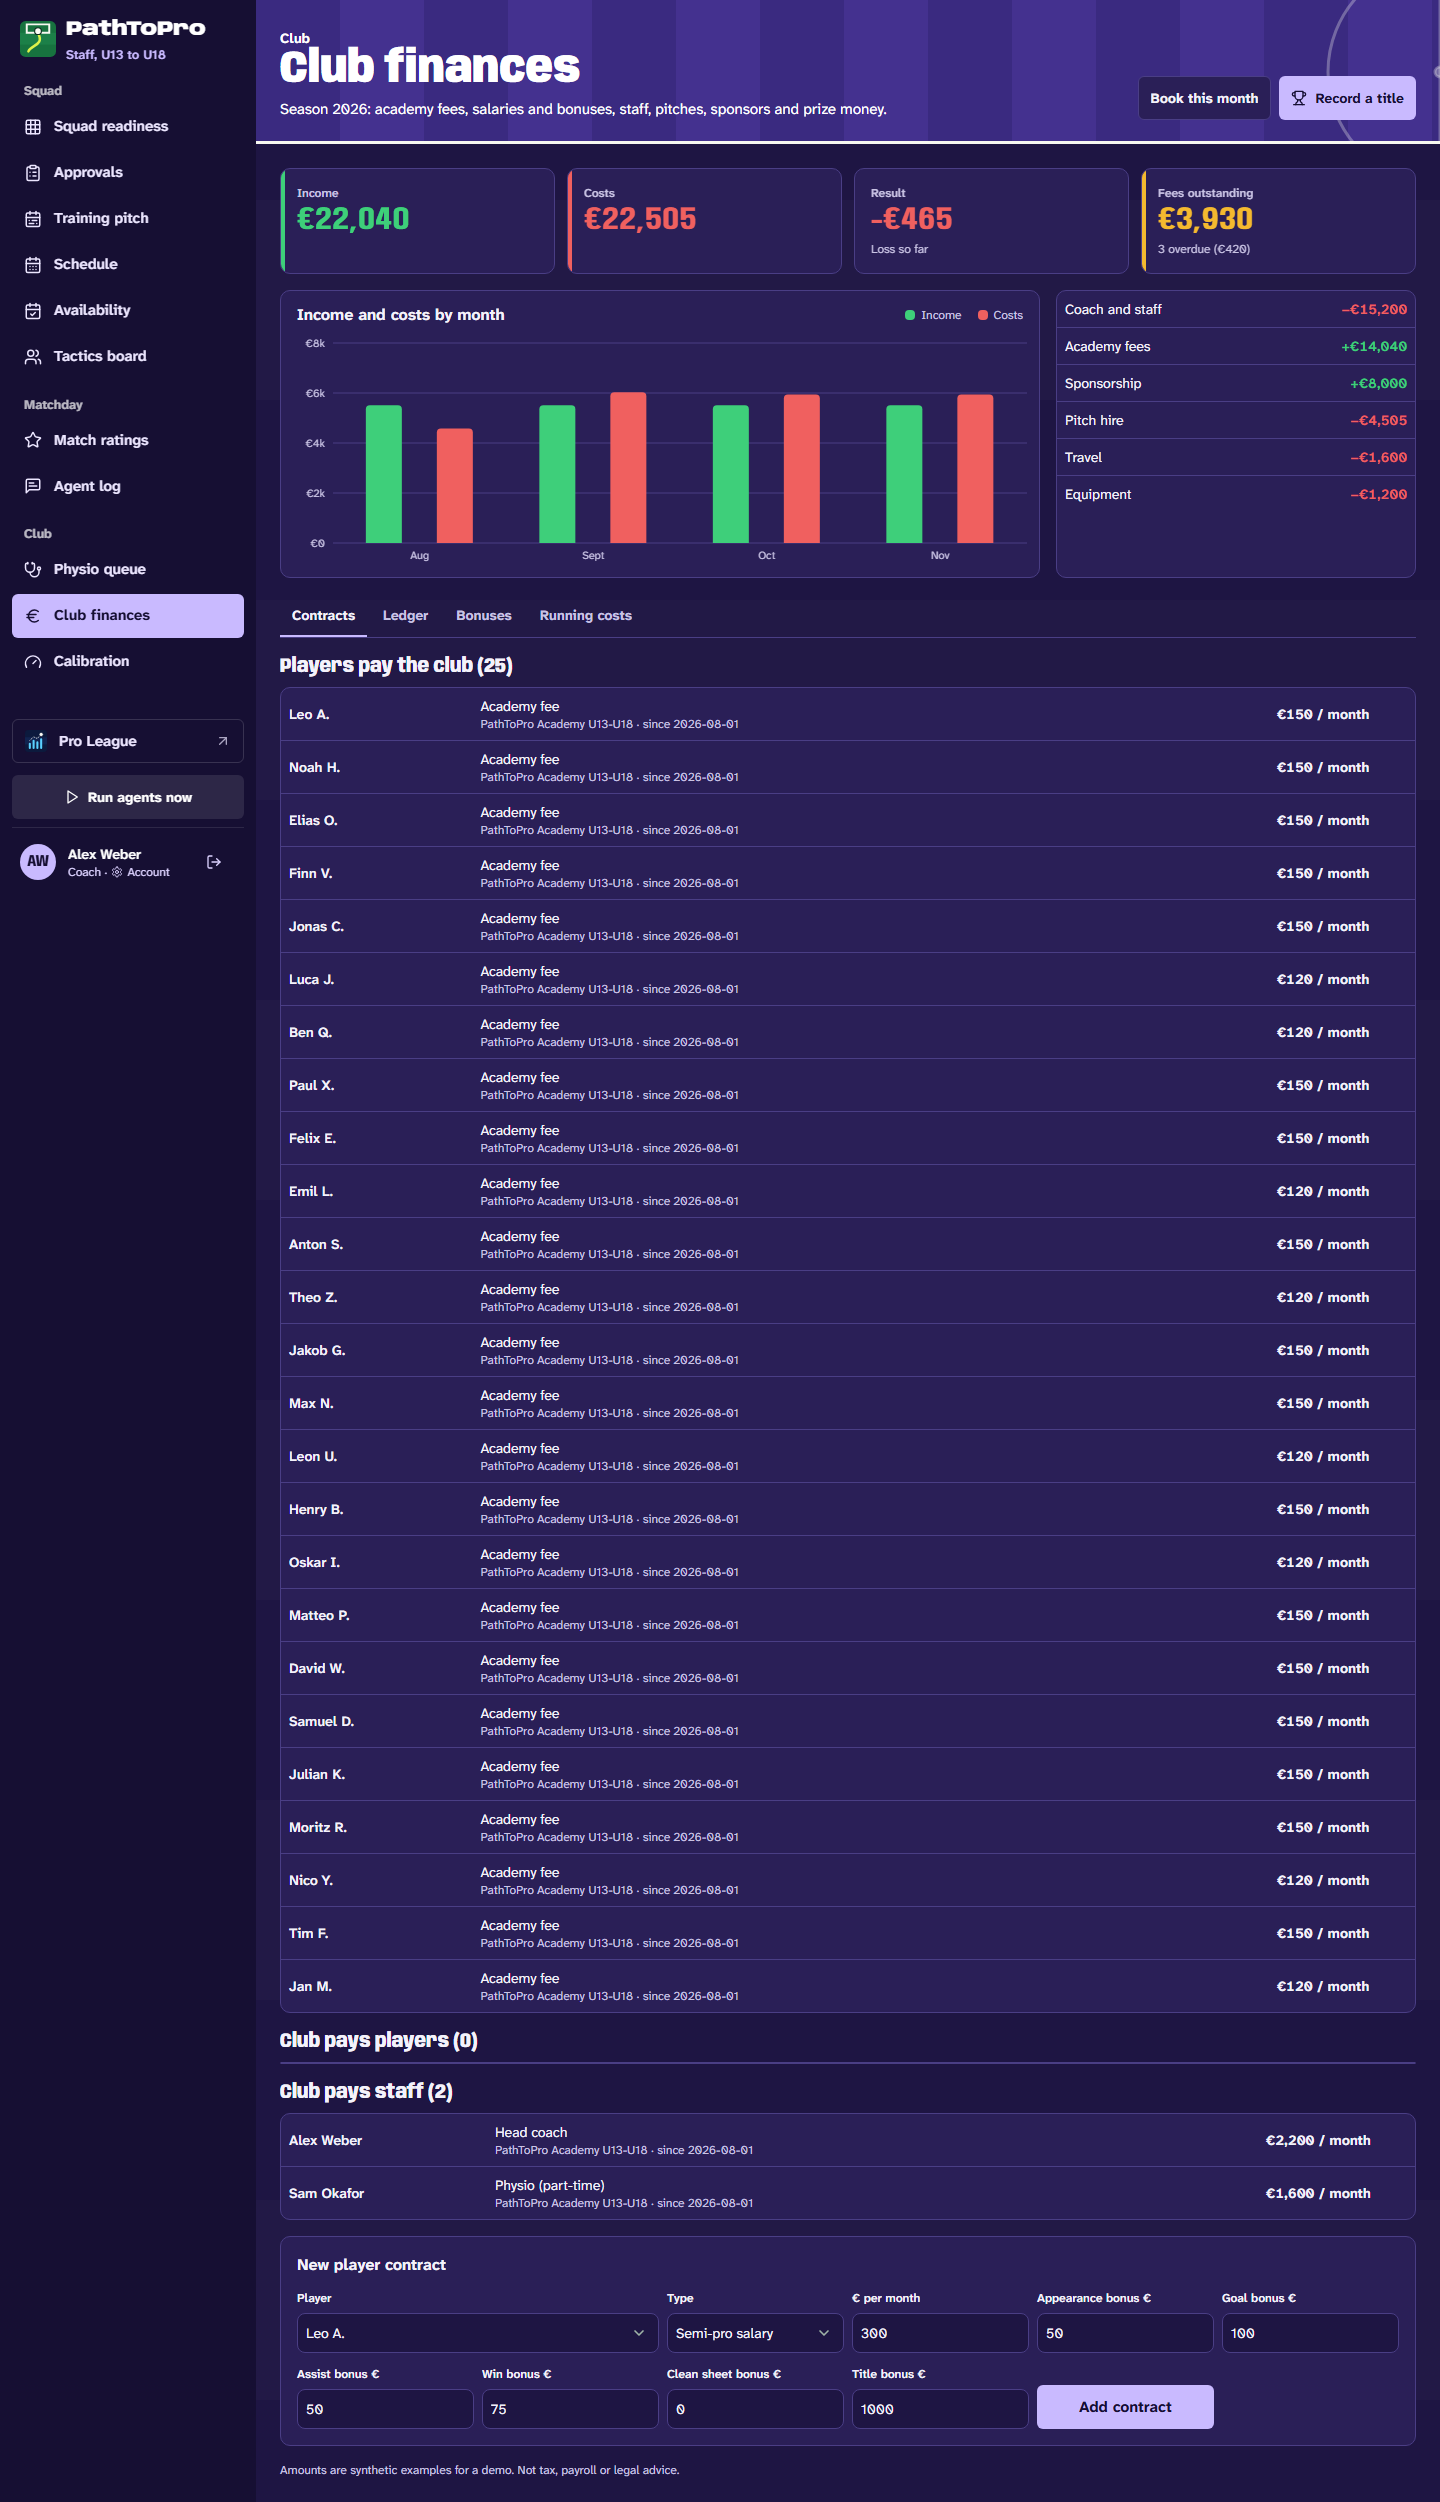 PathToPro
Staff, U13 to U18
Squad
Squad readiness
Approvals
Training pitch
Schedule
Availability
Tactics board
Matchday
Match ratings
Agent log
Club
Physio queue
Club finances
Calibration
Pro League
Run agents now
AW
Alex Weber
Coach · Account
Club
Club finances
Season 2026: academy fees, salaries and bonuses, staff, pitches, sponsors and prize money.
Book this month
Record a title
Income
€22,040
Costs
€22,505
Result
-€465
Loss so far
Fees outstanding
€3,930
3 overdue (€420)
Income and costs by month
Income
Costs
€8k
€6k
€4k
€2k
€0
Aug
Sept
Oct
Nov
Coach and staff −€15,200
Academy fees +€14,040
Sponsorship +€8,000
Pitch hire −€4,505
Travel −€1,600
Equipment −€1,200
Contracts
Ledger
Bonuses
Running costs
Players pay the club (25)
Leo A.
Academy fee
PathToPro Academy U13-U18 · since 2026-08-01
€150 / month
Noah H.
Academy fee
PathToPro Academy U13-U18 · since 2026-08-01
€150 / month
Elias O.
Academy fee
PathToPro Academy U13-U18 · since 2026-08-01
€150 / month
Finn V.
Academy fee
PathToPro Academy U13-U18 · since 2026-08-01
€150 / month
Jonas C.
Academy fee
PathToPro Academy U13-U18 · since 2026-08-01
€150 / month
Luca J.
Academy fee
PathToPro Academy U13-U18 · since 2026-08-01
€120 / month
Ben Q.
Academy fee
PathToPro Academy U13-U18 · since 2026-08-01
€120 / month
Paul X.
Academy fee
PathToPro Academy U13-U18 · since 2026-08-01
€150 / month
Felix E.
Academy fee
PathToPro Academy U13-U18 · since 2026-08-01
€150 / month
Emil L.
Academy fee
PathToPro Academy U13-U18 · since 2026-08-01
€120 / month
Anton S.
Academy fee
PathToPro Academy U13-U18 · since 2026-08-01
€150 / month
Theo Z.
Academy fee
PathToPro Academy U13-U18 · since 2026-08-01
€120 / month
Jakob G.
Academy fee
PathToPro Academy U13-U18 · since 2026-08-01
€150 / month
Max N.
Academy fee
PathToPro Academy U13-U18 · since 2026-08-01
€150 / month
Leon U.
Academy fee
PathToPro Academy U13-U18 · since 2026-08-01
€120 / month
Henry B.
Academy fee
PathToPro Academy U13-U18 · since 2026-08-01
€150 / month
Oskar I.
Academy fee
PathToPro Academy U13-U18 · since 2026-08-01
€120 / month
Matteo P.
Academy fee
PathToPro Academy U13-U18 · since 2026-08-01
€150 / month
David W.
Academy fee
PathToPro Academy U13-U18 · since 2026-08-01
€150 / month
Samuel D.
Academy fee
PathToPro Academy U13-U18 · since 2026-08-01
€150 / month
Julian K.
Academy fee
PathToPro Academy U13-U18 · since 2026-08-01
€150 / month
Moritz R.
Academy fee
PathToPro Academy U13-U18 · since 2026-08-01
€150 / month
Nico Y.
Academy fee
PathToPro Academy U13-U18 · since 2026-08-01
€120 / month
Tim F.
Academy fee
PathToPro Academy U13-U18 · since 2026-08-01
€150 / month
Jan M.
Academy fee
PathToPro Academy U13-U18 · since 2026-08-01
€120 / month
Club pays players (0)
Club pays staff (2)
Alex Weber
Head coach
PathToPro Academy U13-U18 · since 2026-08-01
€2,200 / month
Sam Okafor
Physio (part-time)
PathToPro Academy U13-U18 · since 2026-08-01
€1,600 / month
New player contract
Player
Type
€ per month
Appearance bonus €
Goal bonus €
Leo A.
Semi-pro salary
300
50
100
Assist bonus €
Win bonus €
Clean sheet bonus €
Title bonus €
50
75
0
1000
Add contract
Amounts are synthetic examples for a demo. Not tax, payroll or legal advice.